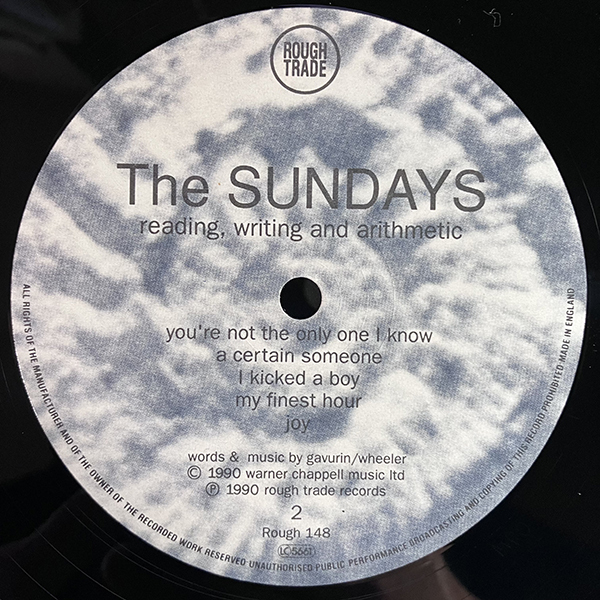 ROUGH
TRADE
The SUNDAYS
reading, writing and arithmetic
you're not the only one I know
a certain someone
I kicked a boy
my finest hour
joy
words & music by gavurin/wheeler
© 1990 warner chappell music ltd
℗ 1990 rough trade records
2
Rough 148
LC5661
ALL RIGHTS OF THE MANUFACTURER AND OF THE OWNER OF THE RECORDED WORK RESERVED UNAUTHORISED PUBLIC PERFORMANCE BROADCASTING AND COPYING OF THIS RECORD PROHIBITED MADE IN ENGLAND